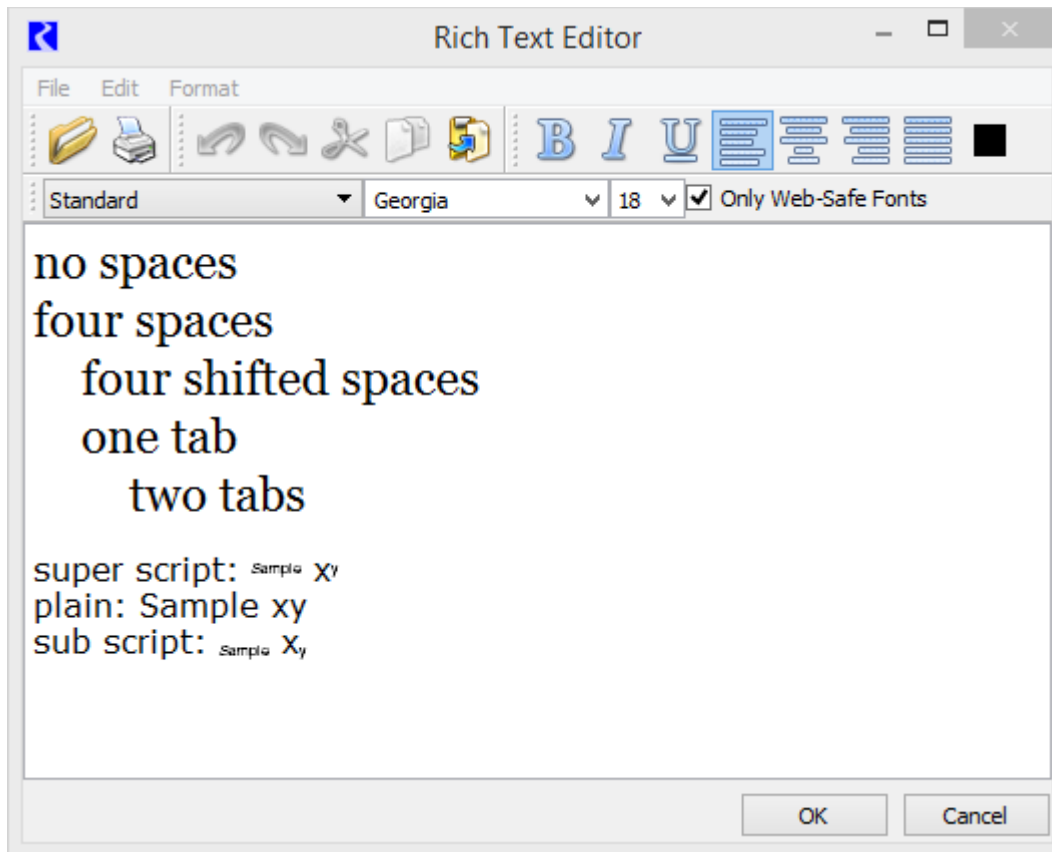 Rich Text Editor
File Edit Format
B I U
Standard Georgia 18 Only Web-Safe Fonts
no spaces
four spaces
four shifted spaces
one tab
two tabs
super script: Sample xy
plain: Sample xy
sub script: Sample xy
OK Cancel